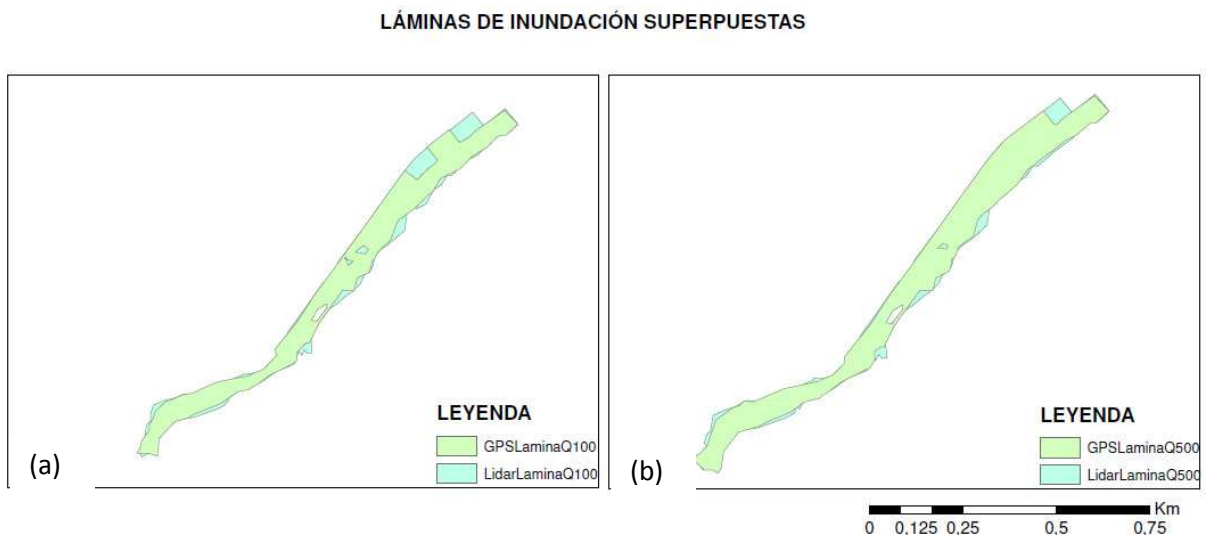 LÁMINAS DE INUNDACIÓN SUPERPUESTAS
LEYENDA
GPSLaminaQ100
LidarLaminaQ100
(a)
LEYENDA
GPSLaminaQ500
LidarLaminaQ500
(b)
Km
0 0,125 0,25 0,5 0,75